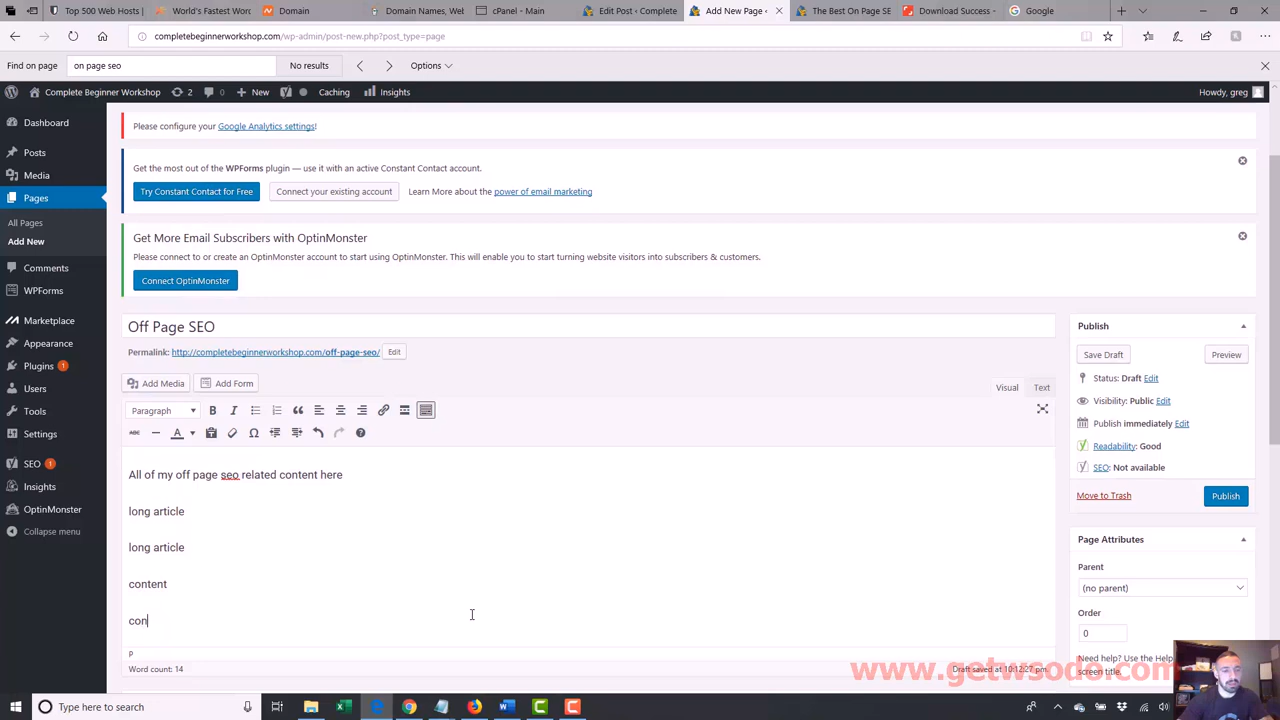 Top 500 Web Hosti
World's Fastest Wor
Domain
Domain Names, Web
cPanel - Main
Edit Post ‹ Complete
Add New Page ‹
The Best On Page SE
Download Success -
Google
completebeginnerworkshop.com/wp-admin/post-new.php?post_type=page
Find on page on page seo No results Options
Complete Beginner Workshop 2 0 New Caching Insights Howdy, greg
Dashboard
Posts
Media
Pages
All Pages
Add New
Comments
WPForms
Marketplace
Appearance
Plugins 1
Users
Tools
Settings
SEO 1
Insights
OptinMonster
Collapse menu
Please configure your Google Analytics settings!
Get the most out of the WPForms plugin — use it with an active Constant Contact account.
Try Constant Contact for Free Connect your existing account Learn More about the power of email marketing
Get More Email Subscribers with OptinMonster
Please connect to or create an OptinMonster account to start using OptinMonster. This will enable you to start turning website visitors into subscribers & customers.
Connect OptinMonster
Off Page SEO
Permalink: http://completebeginnerworkshop.com/off-page-seo/ Edit
Add Media Add Form Visual Text
Paragraph B I
ABC A
All of my off page seo related content here
long article
long article
content
con
P
Word count: 14 Draft saved at 10:12:27 pm.
Publish
Save Draft Preview
Status: Draft Edit
Visibility: Public Edit
Publish immediately Edit
Readability: Good
SEO: Not available
Move to Trash Publish
Page Attributes
Parent
(no parent)
Order
0
Need help? Use the Help
screen title.
www.getwsodo.com
Type here to search